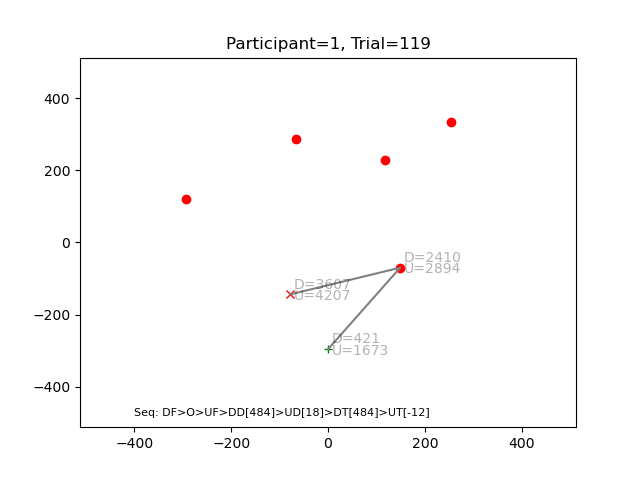 Participant=1, Trial=119
400
200
0
−200
−400
D=2410
U=2894
D=3607
U=4207
D=421
U=1673
Seq: DF>O>UF>DD[484]>UD[18]>DT[484]>UT[-12]
−400 −200 0 200 400